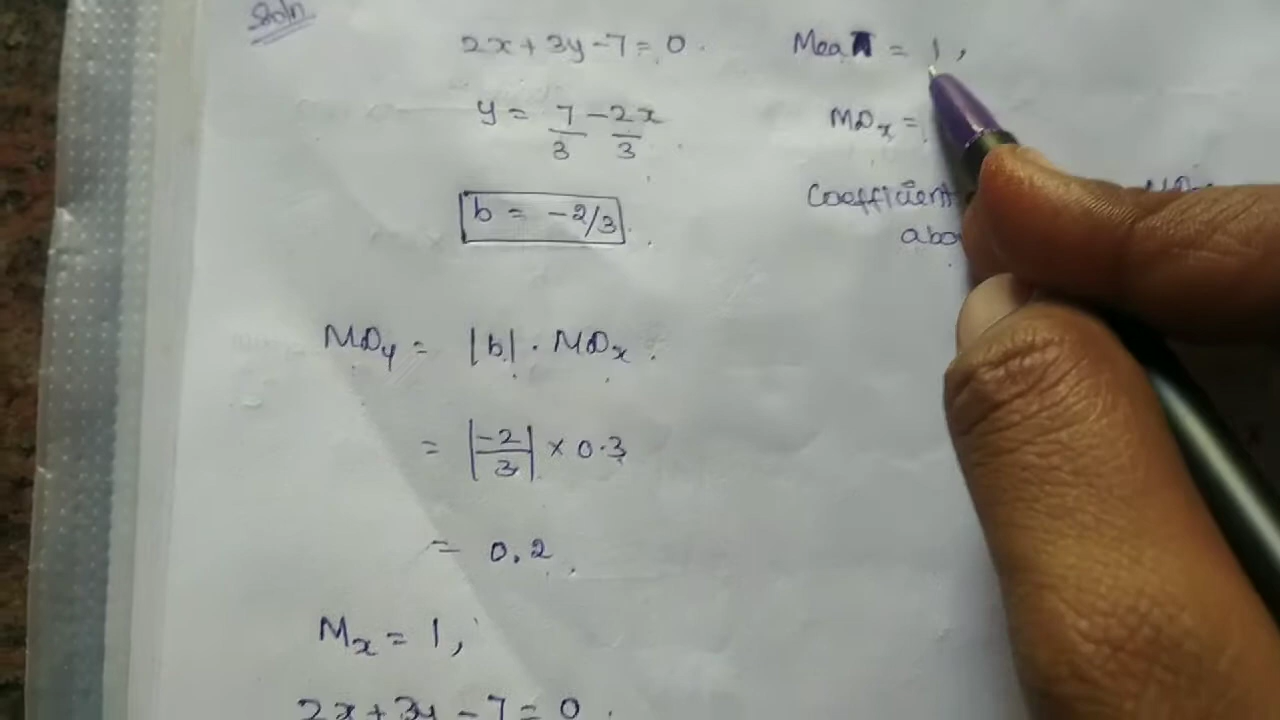 Soln
2x + 3y - 7 = 0.
y = 7/3 - 2x/3
b = -2/3
MDy = |b| . MDx.
= |-2/3| × 0.3
= 0.2
Mx = 1,
2x + 3y - 7 = 0.
Mean = 1,
MDx =
Coefficient